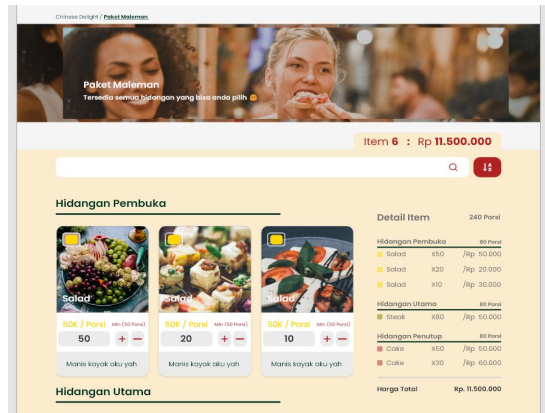 Chinese Delight / Paket Maleman
Paket Maleman
Tersedia semua hidangan yang bisa anda pilih
Item 6 : Rp 11.500.000
Hidangan Pembuka
Salad
50K / Porsi Min (50 Porsi)
50 + −
Manis kayak aku yah
Salad
50K / Porsi Min (50 Porsi)
20 + −
Manis kayak aku yah
Salad
50K / Porsi Min (50 Porsi)
10 + −
Manis kayak aku yah
Hidangan Utama
Detail Item 240 Porsi
Hidangan Pembuka 80 Porsi
Salad X50 /Rp 50.000
Salad X20 /Rp 20.000
Salad X10 /Rp 30.000
Hidangan Utama 80 Porsi
Steak X80 /Rp 50.000
Hidangan Penutup 80 Porsi
Cake X50 /Rp 50.000
Cake X30 /Rp 60.000
Harga Total Rp. 11.500.000